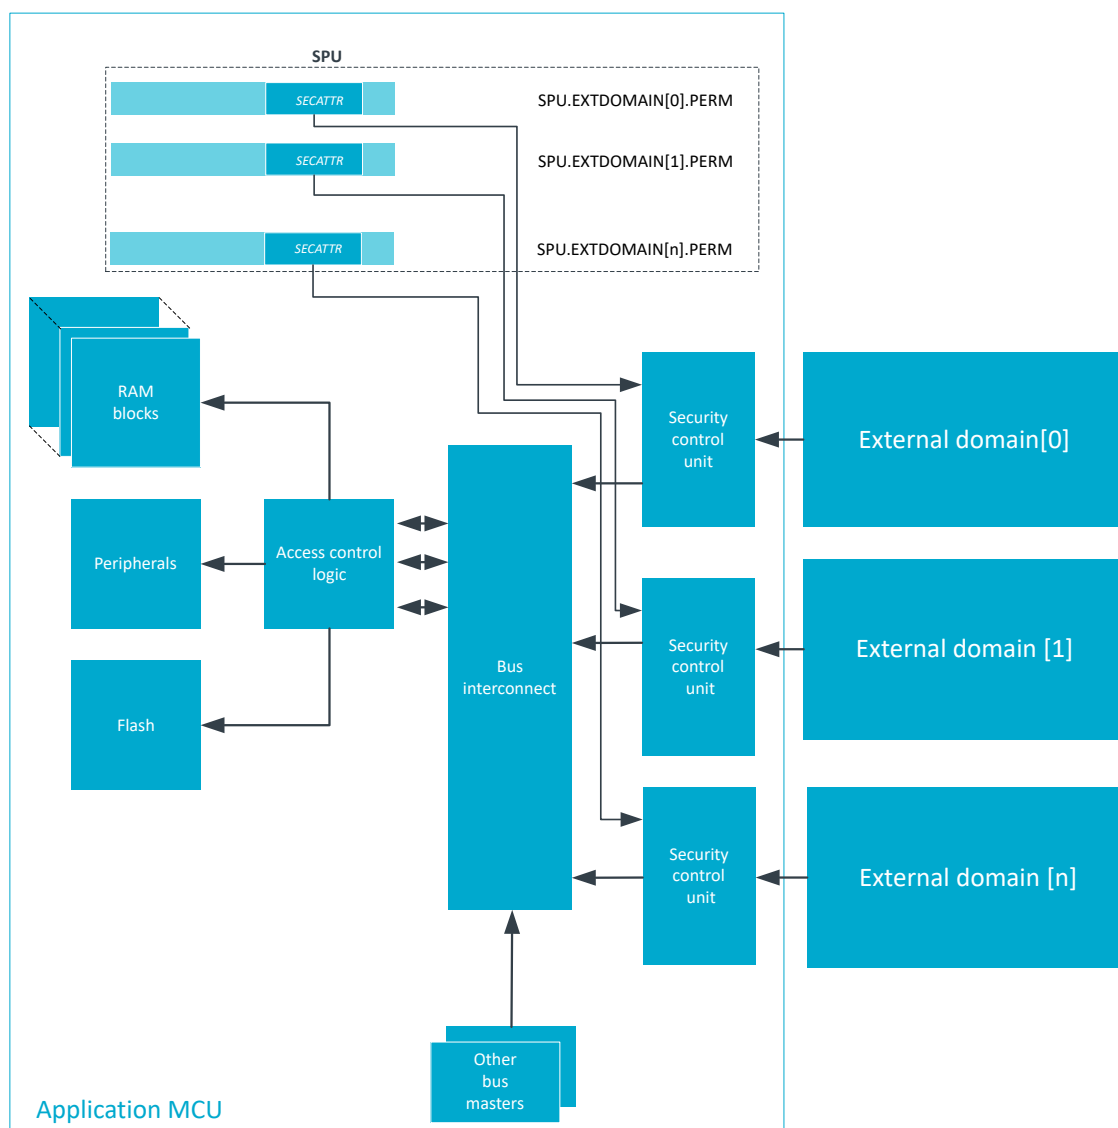 SPU
SECATTR
SPU.EXTDOMAIN[0].PERM
SECATTR
SPU.EXTDOMAIN[1].PERM
SECATTR
SPU.EXTDOMAIN[n].PERM
RAM
blocks
Security
control
unit
External domain[0]
Peripherals
Access control
logic
Bus
interconnect
Security
control
unit
External domain [1]
Flash
Security
control
unit
External domain [n]
Other
bus
masters
Application MCU